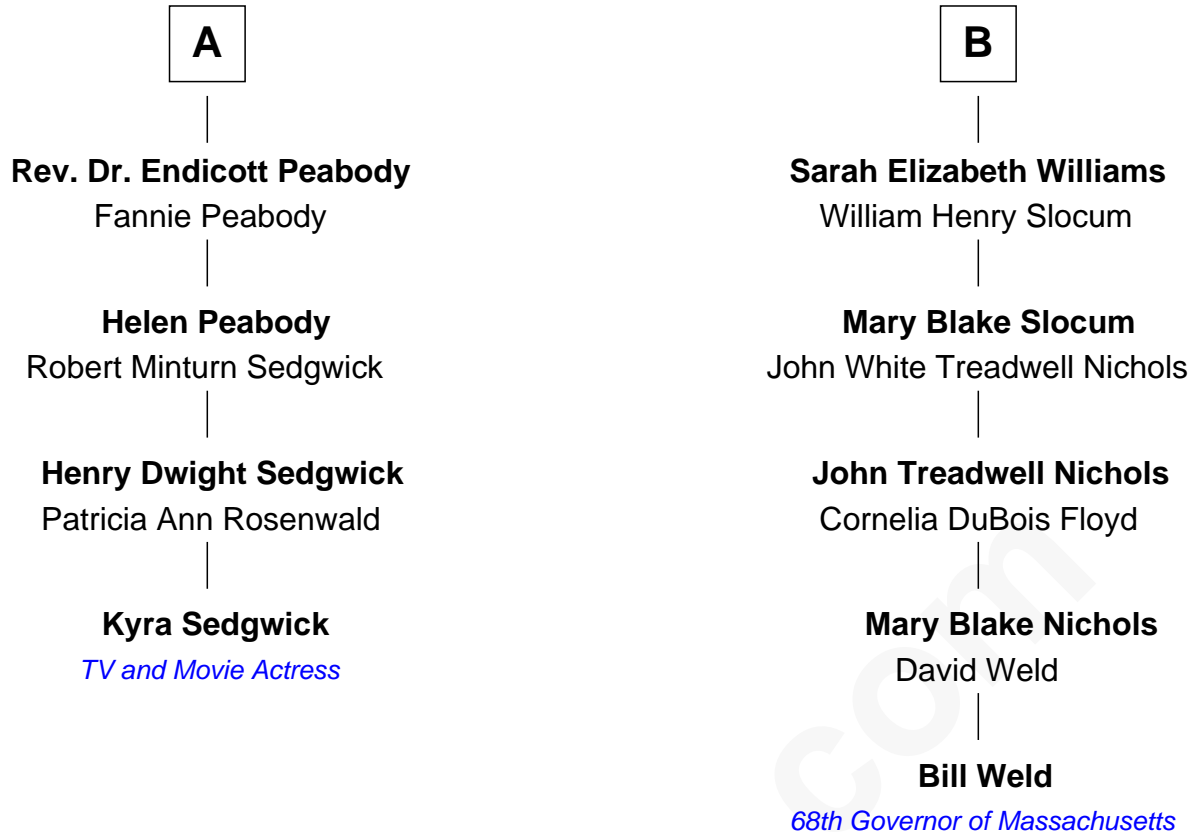 A
Rev. Dr. Endicott Peabody
Fannie Peabody
Helen Peabody
Robert Minturn Sedgwick
Henry Dwight Sedgwick
Patricia Ann Rosenwald
Kyra Sedgwick
TV and Movie Actress
B
Sarah Elizabeth Williams
William Henry Slocum
Mary Blake Slocum
John White Treadwell Nichols
John Treadwell Nichols
Cornelia DuBois Floyd
Mary Blake Nichols
David Weld
Bill Weld
68th Governor of Massachusetts
com